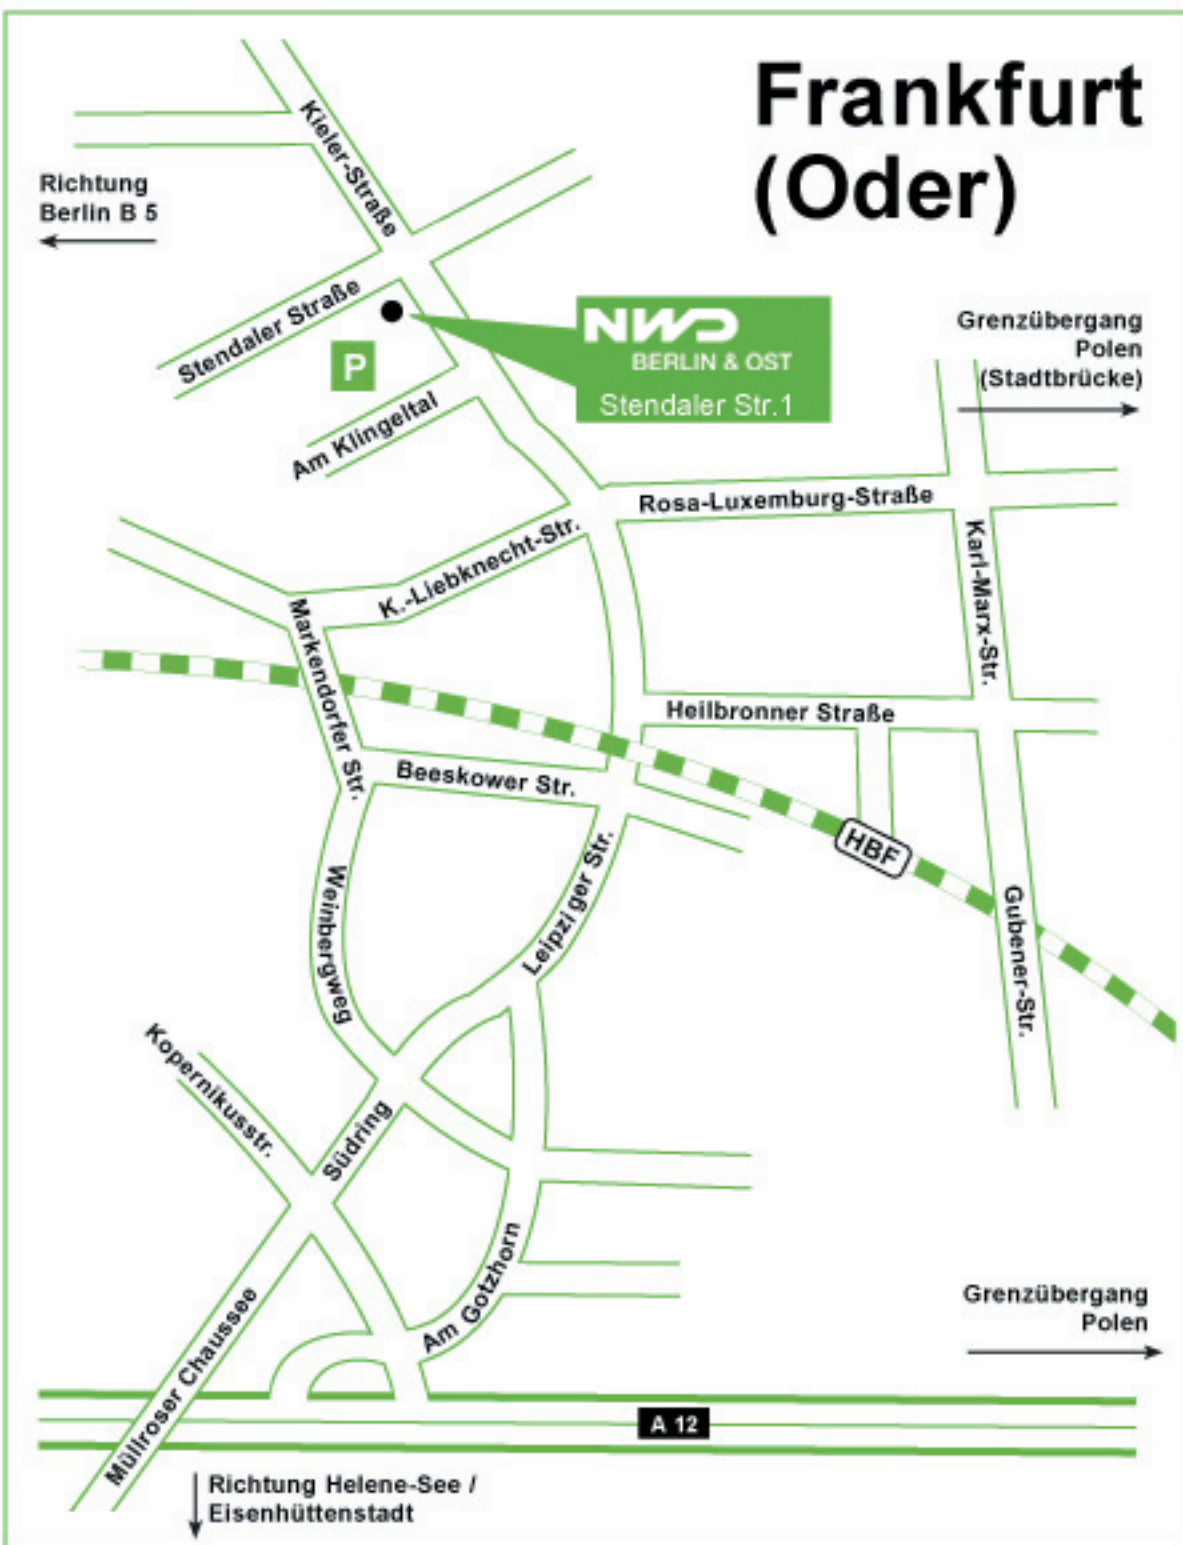 Frankfurt
(Oder)
Kieler-Straße
Richtung
Berlin B 5
Stendaler Straße
NWD
BERLIN & OST
Stendaler Str.1
P
Grenzübergang
Polen
(Stadtbrücke)
Am Klingeltal
Rosa-Luxemburg-Straße
K.-Liebknecht-Str.
Karl-Marx-Str.
Markendorfer Str.
Heilbronner Straße
Beeskower Str.
HBF
Leipziger Str.
Weinbergweg
Gubener-Str.
Kopernikusstr.
Südring
Am Gotzhorn
Müllroser Chaussee
Grenzübergang
Polen
A 12
Richtung Helene-See /
Eisenhüttenstadt